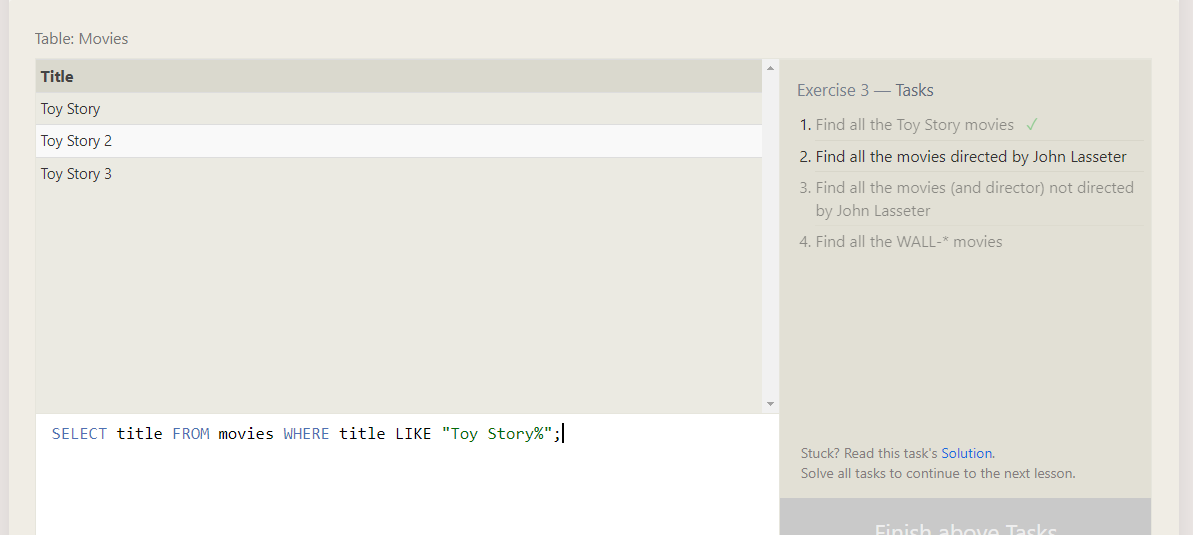 Table: Movies
Title
Toy Story
Toy Story 2
Toy Story 3
SELECT title FROM movies WHERE title LIKE "Toy Story%";
Exercise 3 — Tasks
1. Find all the Toy Story movies ✓
2. Find all the movies directed by John Lasseter
3. Find all the movies (and director) not directed
by John Lasseter
4. Find all the WALL-* movies
Stuck? Read this task's Solution.
Solve all tasks to continue to the next lesson.
Finish above Tasks